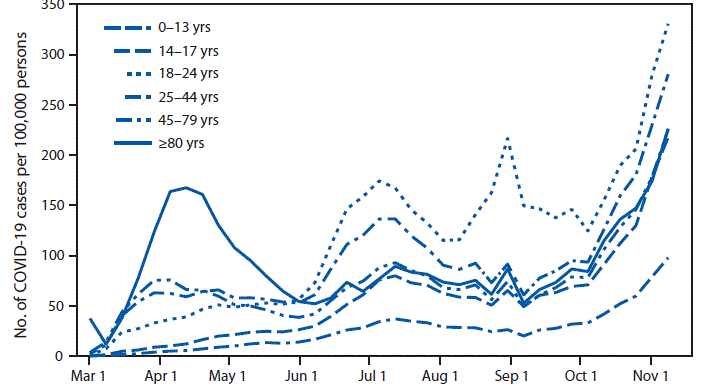 No. of COVID-19 cases per 100,000 persons
350
300
250
200
150
100
50
0
0–13 yrs
14–17 yrs
18–24 yrs
25–44 yrs
45–79 yrs
≥80 yrs
Mar 1 Apr 1 May 1 Jun 1 Jul 1 Aug 1 Sep 1 Oct 1 Nov 1